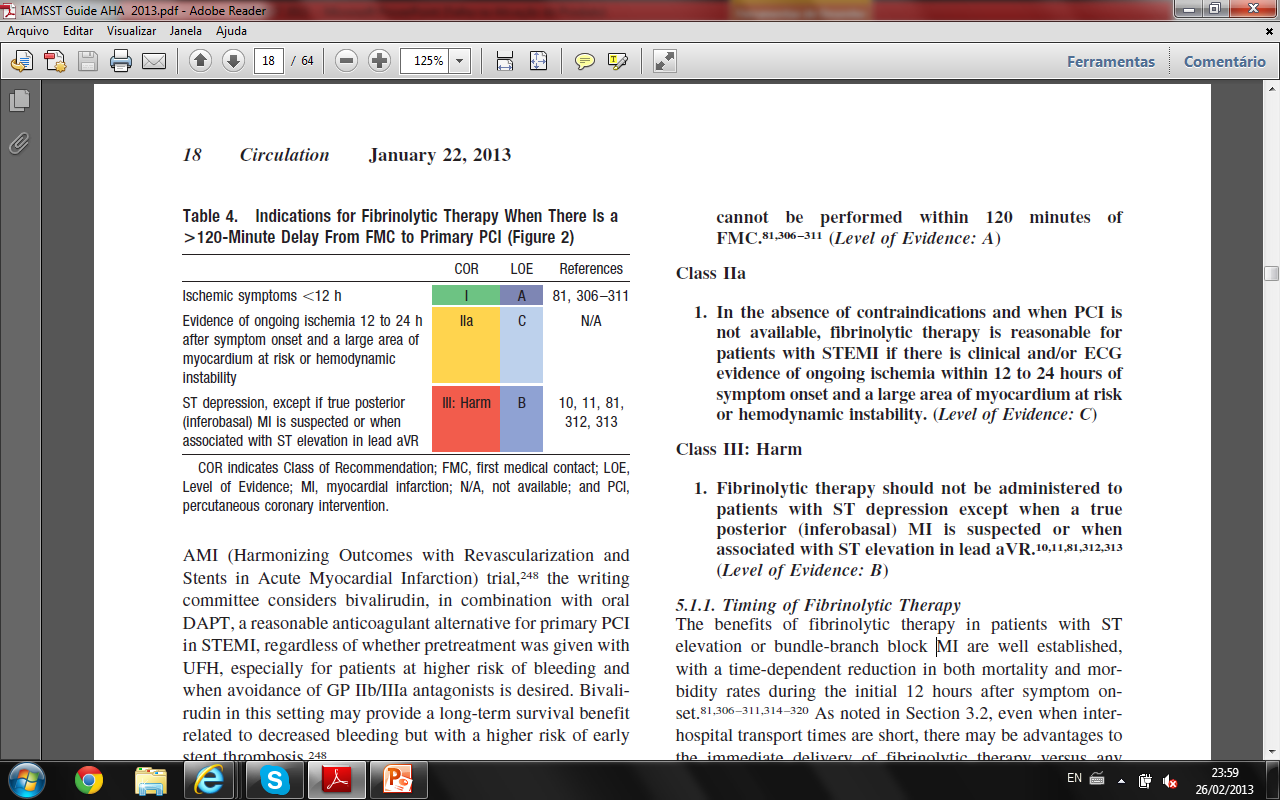 IAMSST Guide AHA 2013.pdf - Adobe Reader
Arquivo Editar Visualizar Janela Ajuda
18 / 64 125% Ferramentas Comentário
18 Circulation January 22, 2013
Table 4. Indications for Fibrinolytic Therapy When There Is a
>120-Minute Delay From FMC to Primary PCI (Figure 2)
COR LOE References
Ischemic symptoms <12 h I A 81, 306–311
Evidence of ongoing ischemia 12 to 24 h IIa C N/A
after symptom onset and a large area of
myocardium at risk or hemodynamic
instability
ST depression, except if true posterior III: Harm B 10, 11, 81,
(inferobasal) MI is suspected or when 312, 313
associated with ST elevation in lead aVR
COR indicates Class of Recommendation; FMC, first medical contact; LOE,
Level of Evidence; MI, myocardial infarction; N/A, not available; and PCI,
percutaneous coronary intervention.
AMI (Harmonizing Outcomes with Revascularization and
Stents in Acute Myocardial Infarction) trial,248 the writing
committee considers bivalirudin, in combination with oral
DAPT, a reasonable anticoagulant alternative for primary PCI
in STEMI, regardless of whether pretreatment was given with
UFH, especially for patients at higher risk of bleeding and
when avoidance of GP IIb/IIIa antagonists is desired. Bivali-
rudin in this setting may provide a long-term survival benefit
related to decreased bleeding but with a higher risk of early
stent thrombosis.248
cannot be performed within 120 minutes of
FMC.81,306–311 (Level of Evidence: A)
Class IIa
1. In the absence of contraindications and when PCI is
not available, fibrinolytic therapy is reasonable for
patients with STEMI if there is clinical and/or ECG
evidence of ongoing ischemia within 12 to 24 hours of
symptom onset and a large area of myocardium at risk
or hemodynamic instability. (Level of Evidence: C)
Class III: Harm
1. Fibrinolytic therapy should not be administered to
patients with ST depression except when a true
posterior (inferobasal) MI is suspected or when
associated with ST elevation in lead aVR.10,11,81,312,313
(Level of Evidence: B)
5.1.1. Timing of Fibrinolytic Therapy
The benefits of fibrinolytic therapy in patients with ST
elevation or bundle-branch block MI are well established,
with a time-dependent reduction in both mortality and mor-
bidity rates during the initial 12 hours after symptom on-
set.81,306–311,314–320 As noted in Section 3.2, even when inter-
hospital transport times are short, there may be advantages to
the immediate delivery of fibrinolytic therapy versus any
EN 23:59
26/02/2013